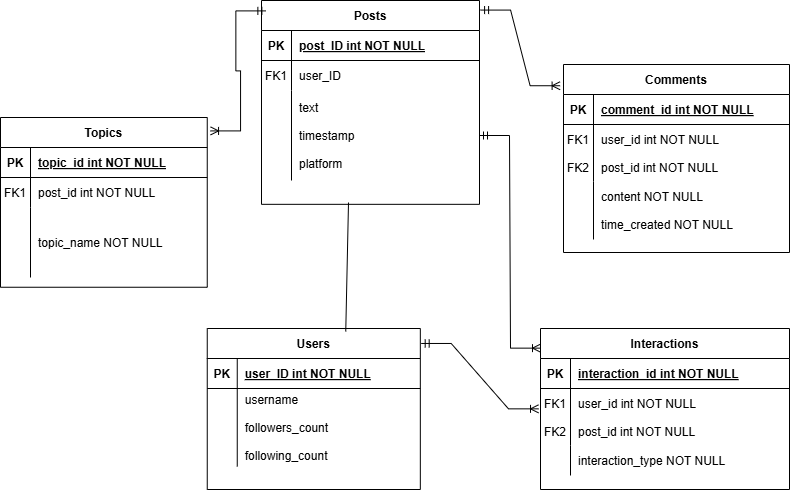 Posts
PK post_ID int NOT NULL
FK1 user_ID
text
timestamp
platform
Comments
PK comment_id int NOT NULL
FK1 user_id int NOT NULL
FK2 post_id int NOT NULL
content NOT NULL
time_created NOT NULL
Topics
PK topic_id int NOT NULL
FK1 post_id int NOT NULL
topic_name NOT NULL
Users
PK user_ID int NOT NULL
username
followers_count
following_count
Interactions
PK interaction_id int NOT NULL
FK1 user_id int NOT NULL
FK2 post_id int NOT NULL
interaction_type NOT NULL